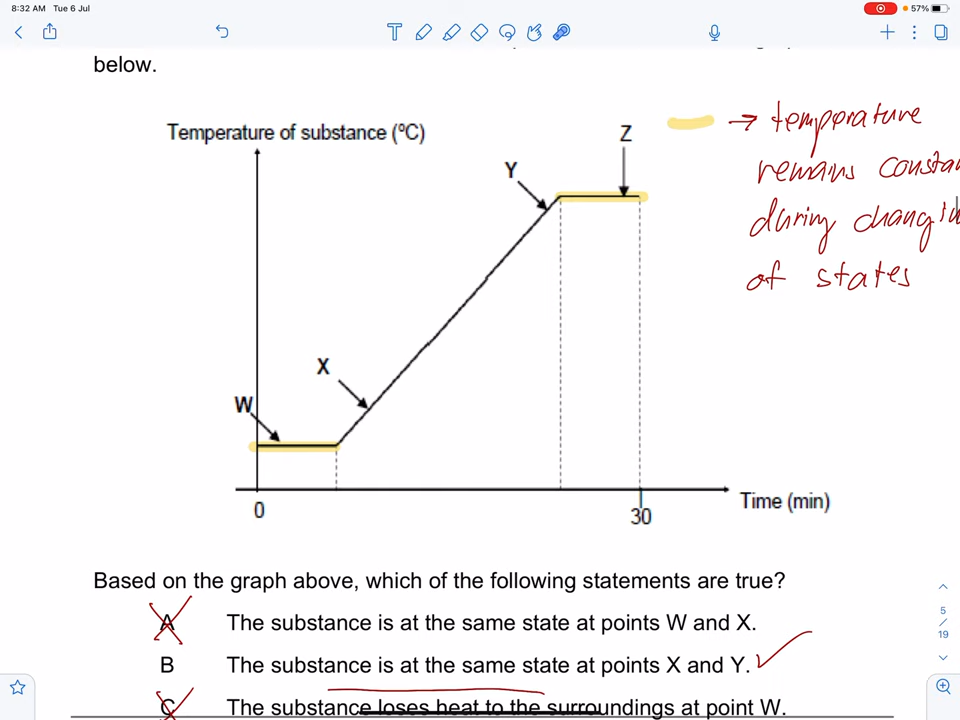 8:32 AM Tue 6 Jul
57%
below.
Temperature of substance (ºC)
Z
Y
X
W
0
30
Time (min)
→ temperature
remains
during
of states
Based on the graph above, which of the following statements are true?
A The substance is at the same state at points W and X.
B The substance is at the same state at points X and Y.
C The substance loses heat to the surroundings at point W.
5
/
19